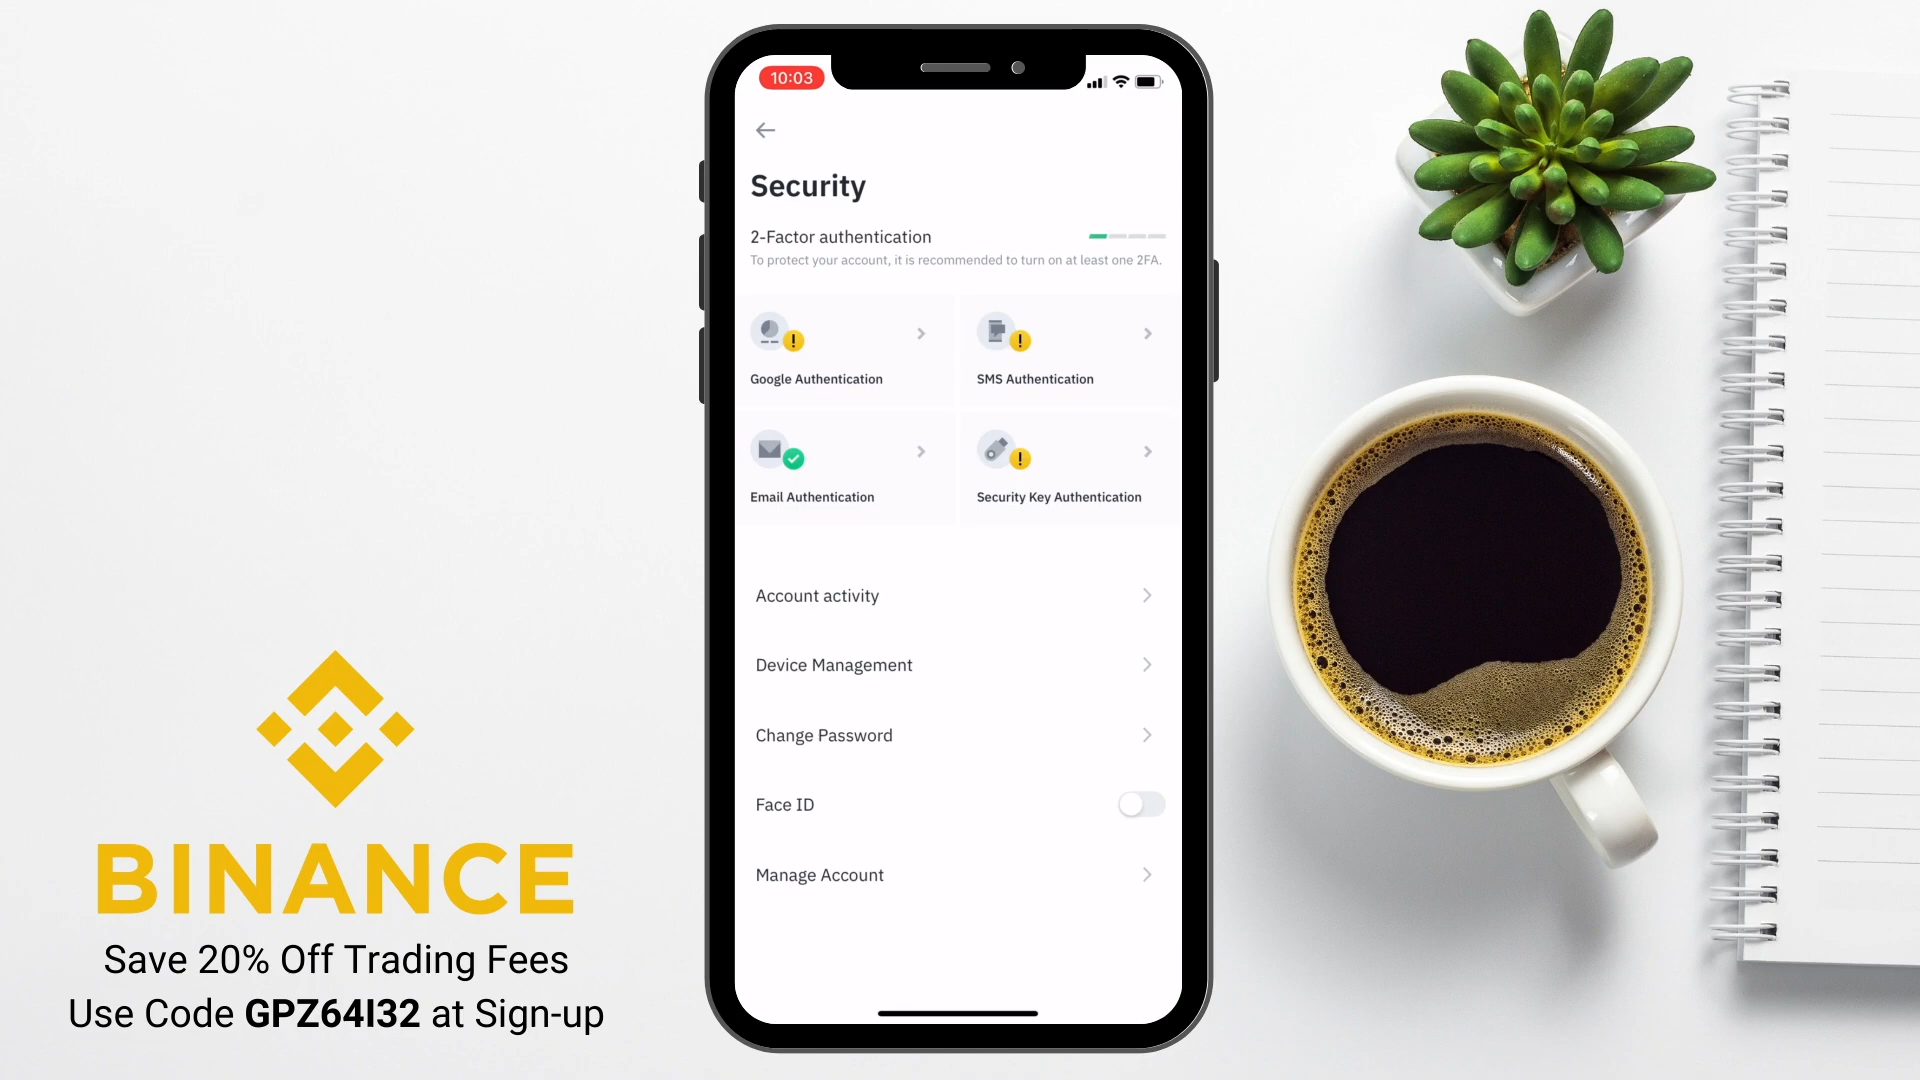 10:03
Security
2-Factor authentication
To protect your account, it is recommended to turn on at least one 2FA.
Google Authentication
SMS Authentication
Email Authentication
Security Key Authentication
Account activity
Device Management
Change Password
Face ID
Manage Account
BINANCE
Save 20% Off Trading Fees
Use Code GPZ64I32 at Sign-up